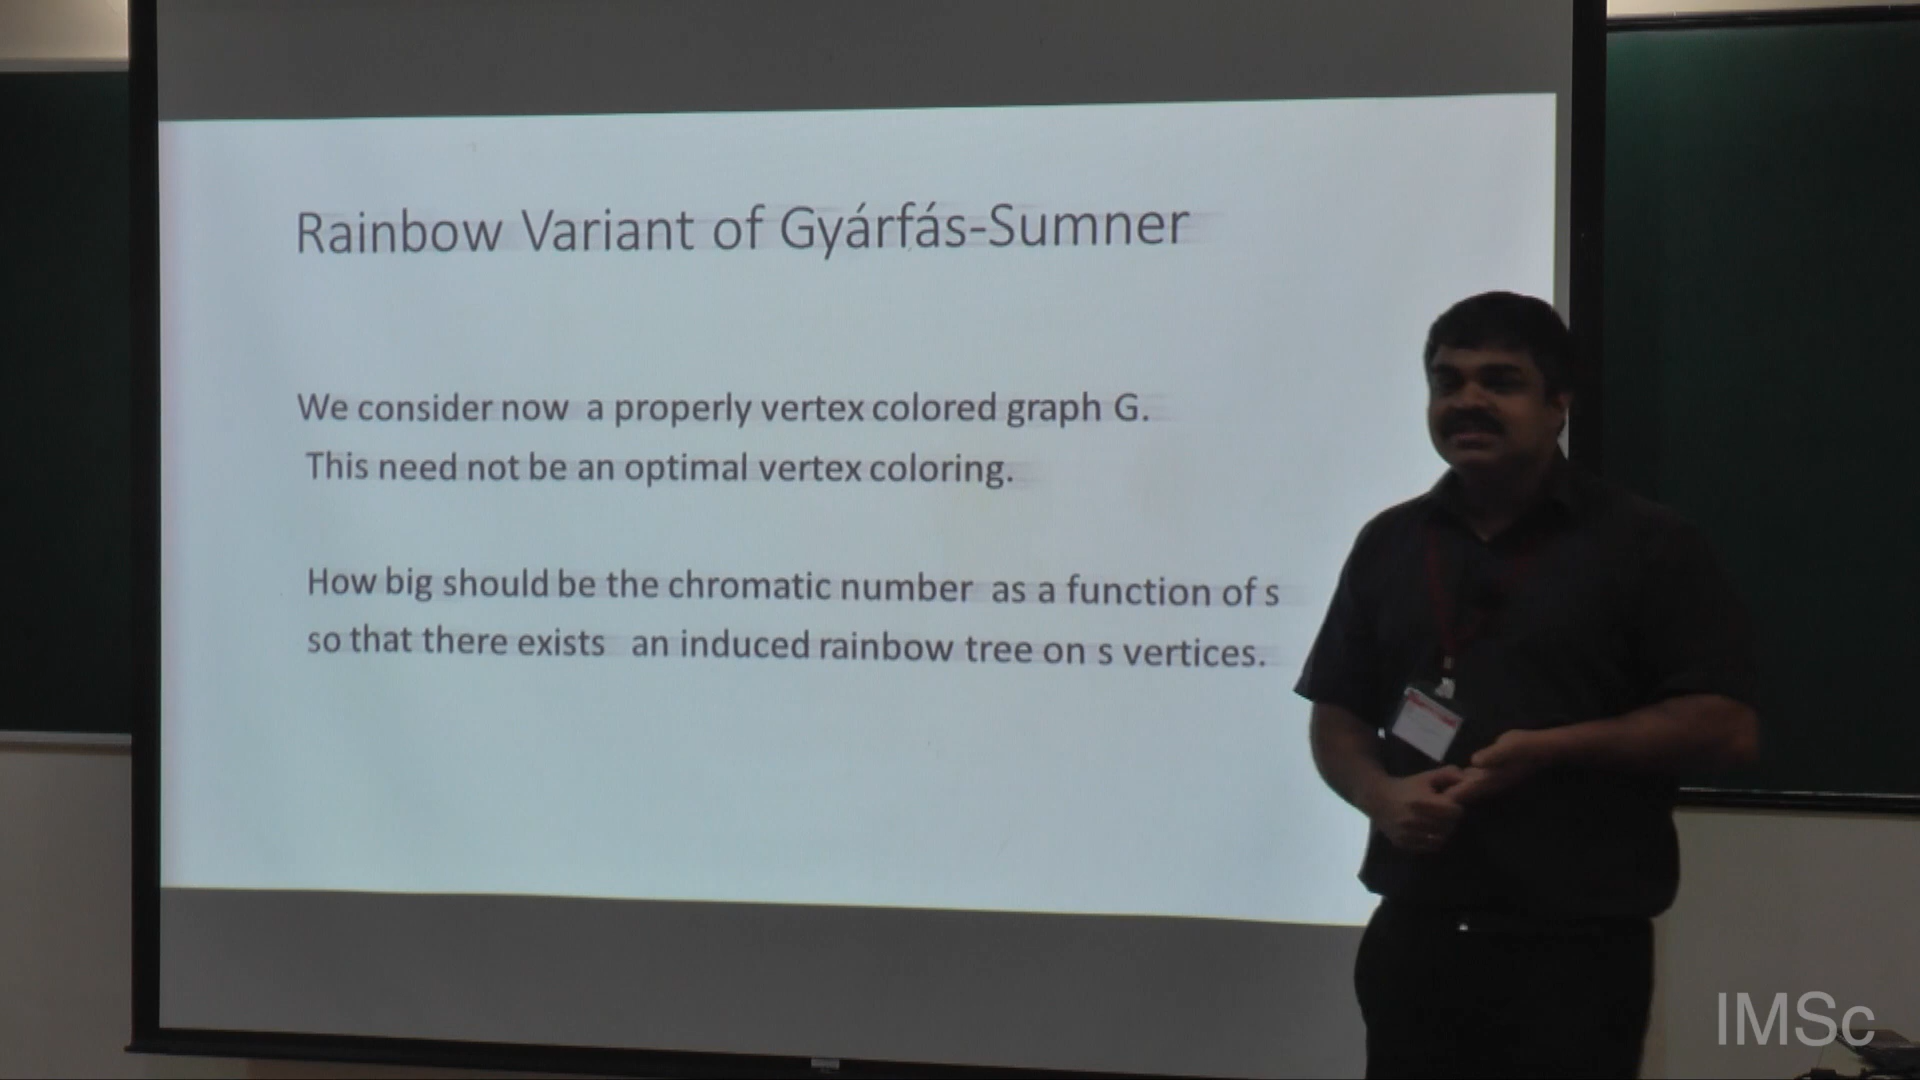 Rainbow Variant of Gyárfás-Sumner
We consider now a properly vertex colored graph G.
This need not be an optimal vertex coloring.
How big should be the chromatic number as a function of s
so that there exists an induced rainbow tree on s vertices.
IMSc